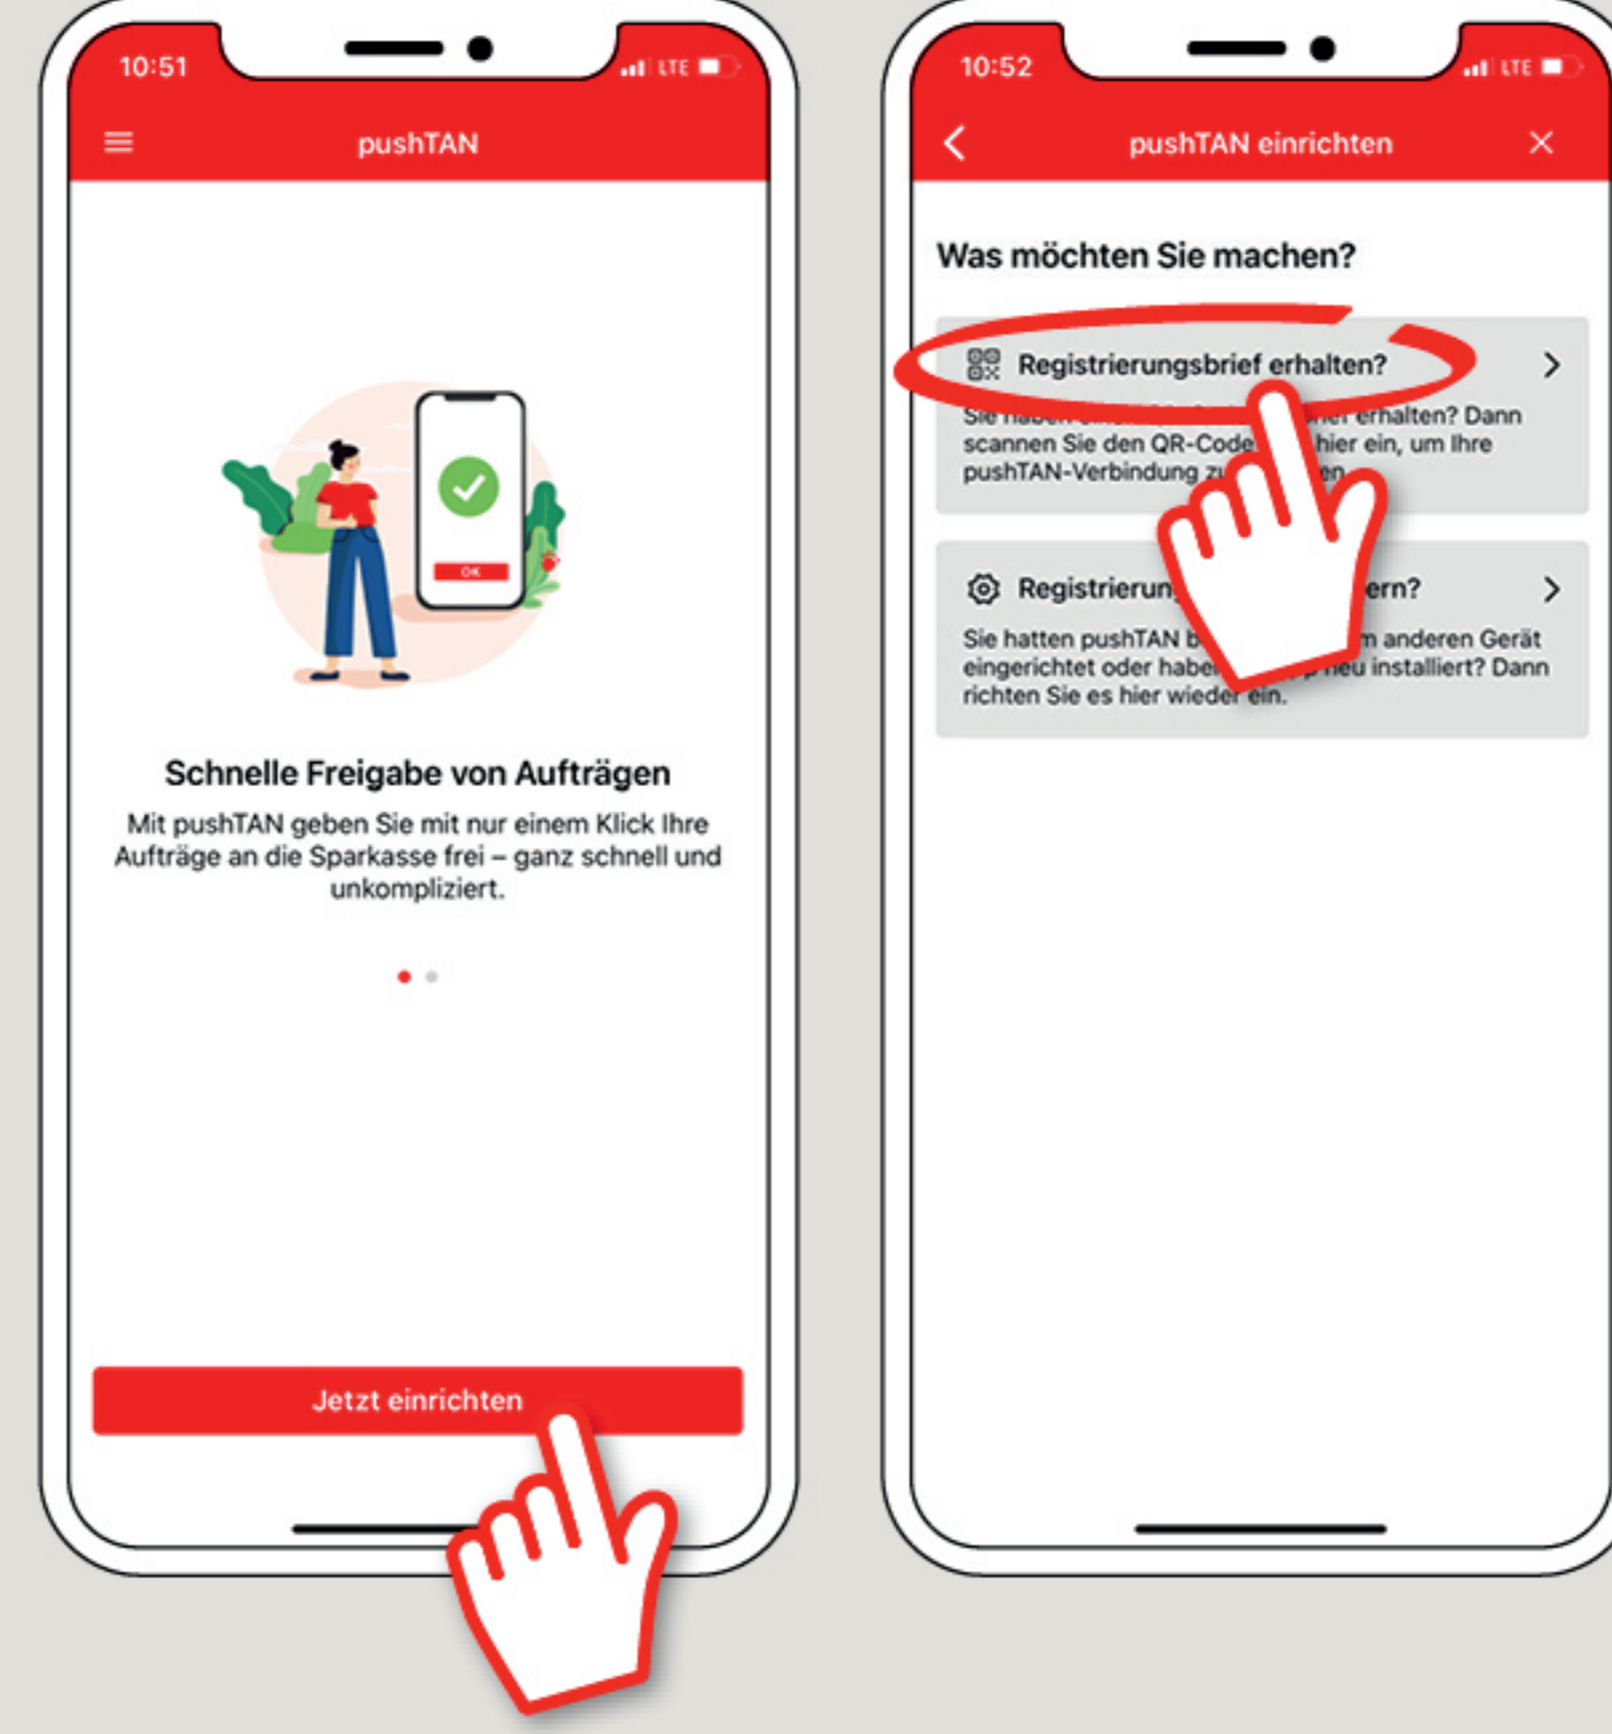 10:51
LTE
pushTAN
OK
Schnelle Freigabe von Aufträgen
Mit pushTAN geben Sie mit nur einem Klick Ihre
Aufträge an die Sparkasse frei – ganz schnell und
unkompliziert.
Jetzt einrichten
10:52
LTE
pushTAN einrichten
Was möchten Sie machen?
Registrierungsbrief erhalten?
Sie haben erhalten? Dann
scannen Sie den QR-Code hier ein, um Ihre
pushTAN-Verbindung
Sie hatten pushTAN anderen Gerät
eingerichtet oder neu installiert? Dann
richten Sie es hier wieder ein.